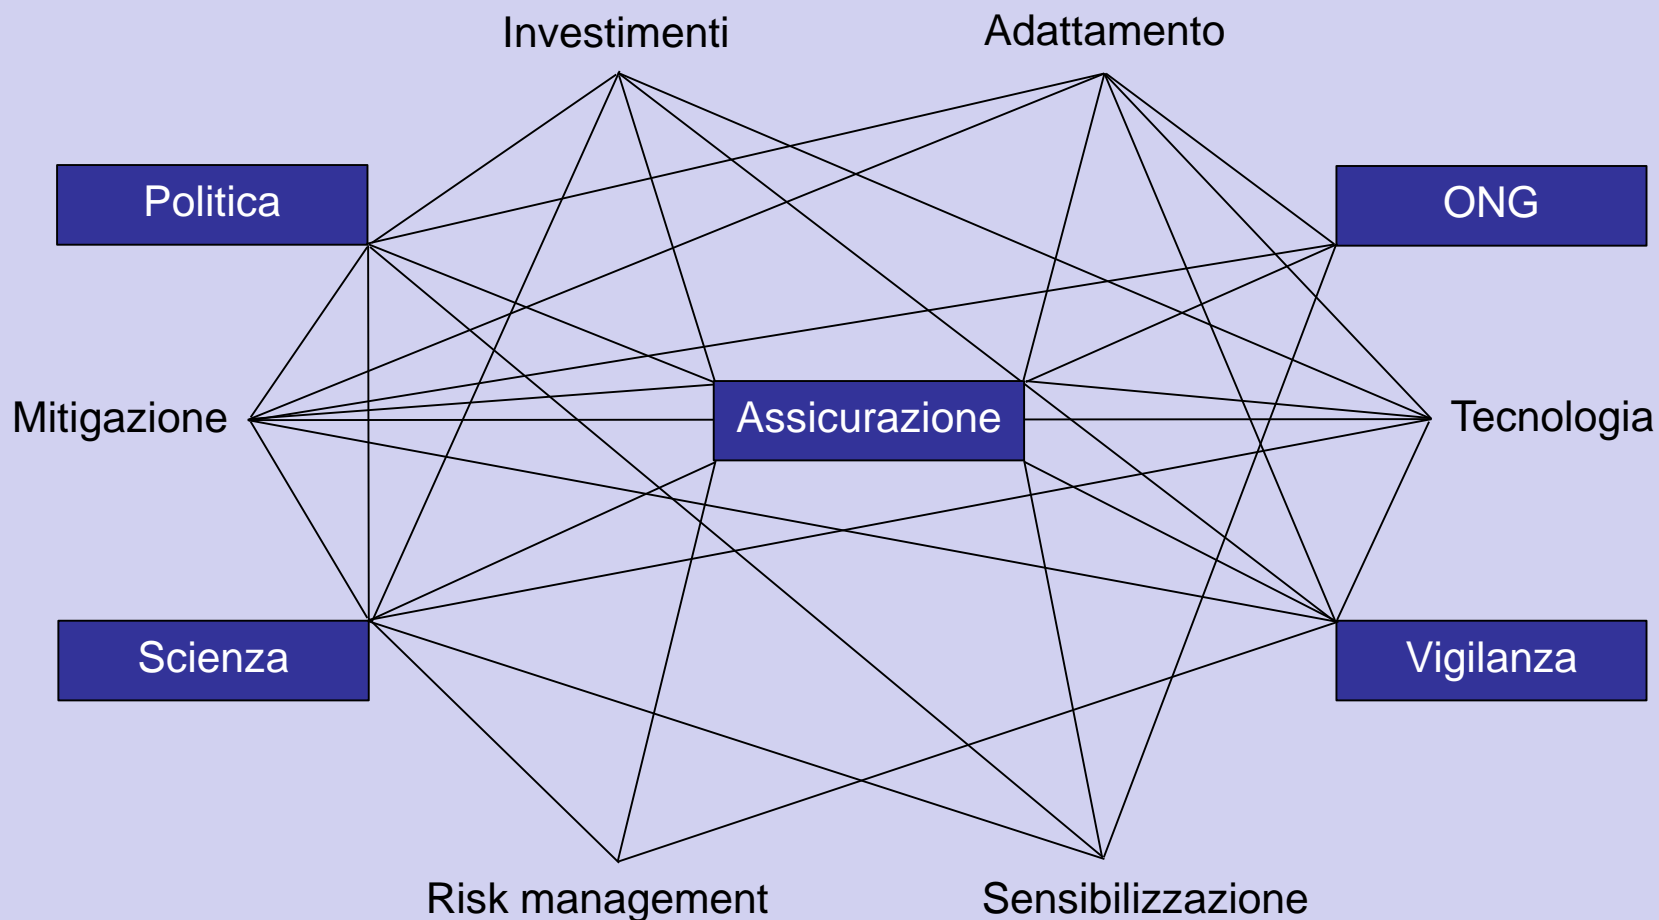 Investimenti
Adattamento
Politica
ONG
Mitigazione
Assicurazione
Tecnologia
Scienza
Vigilanza
Risk management
Sensibilizzazione